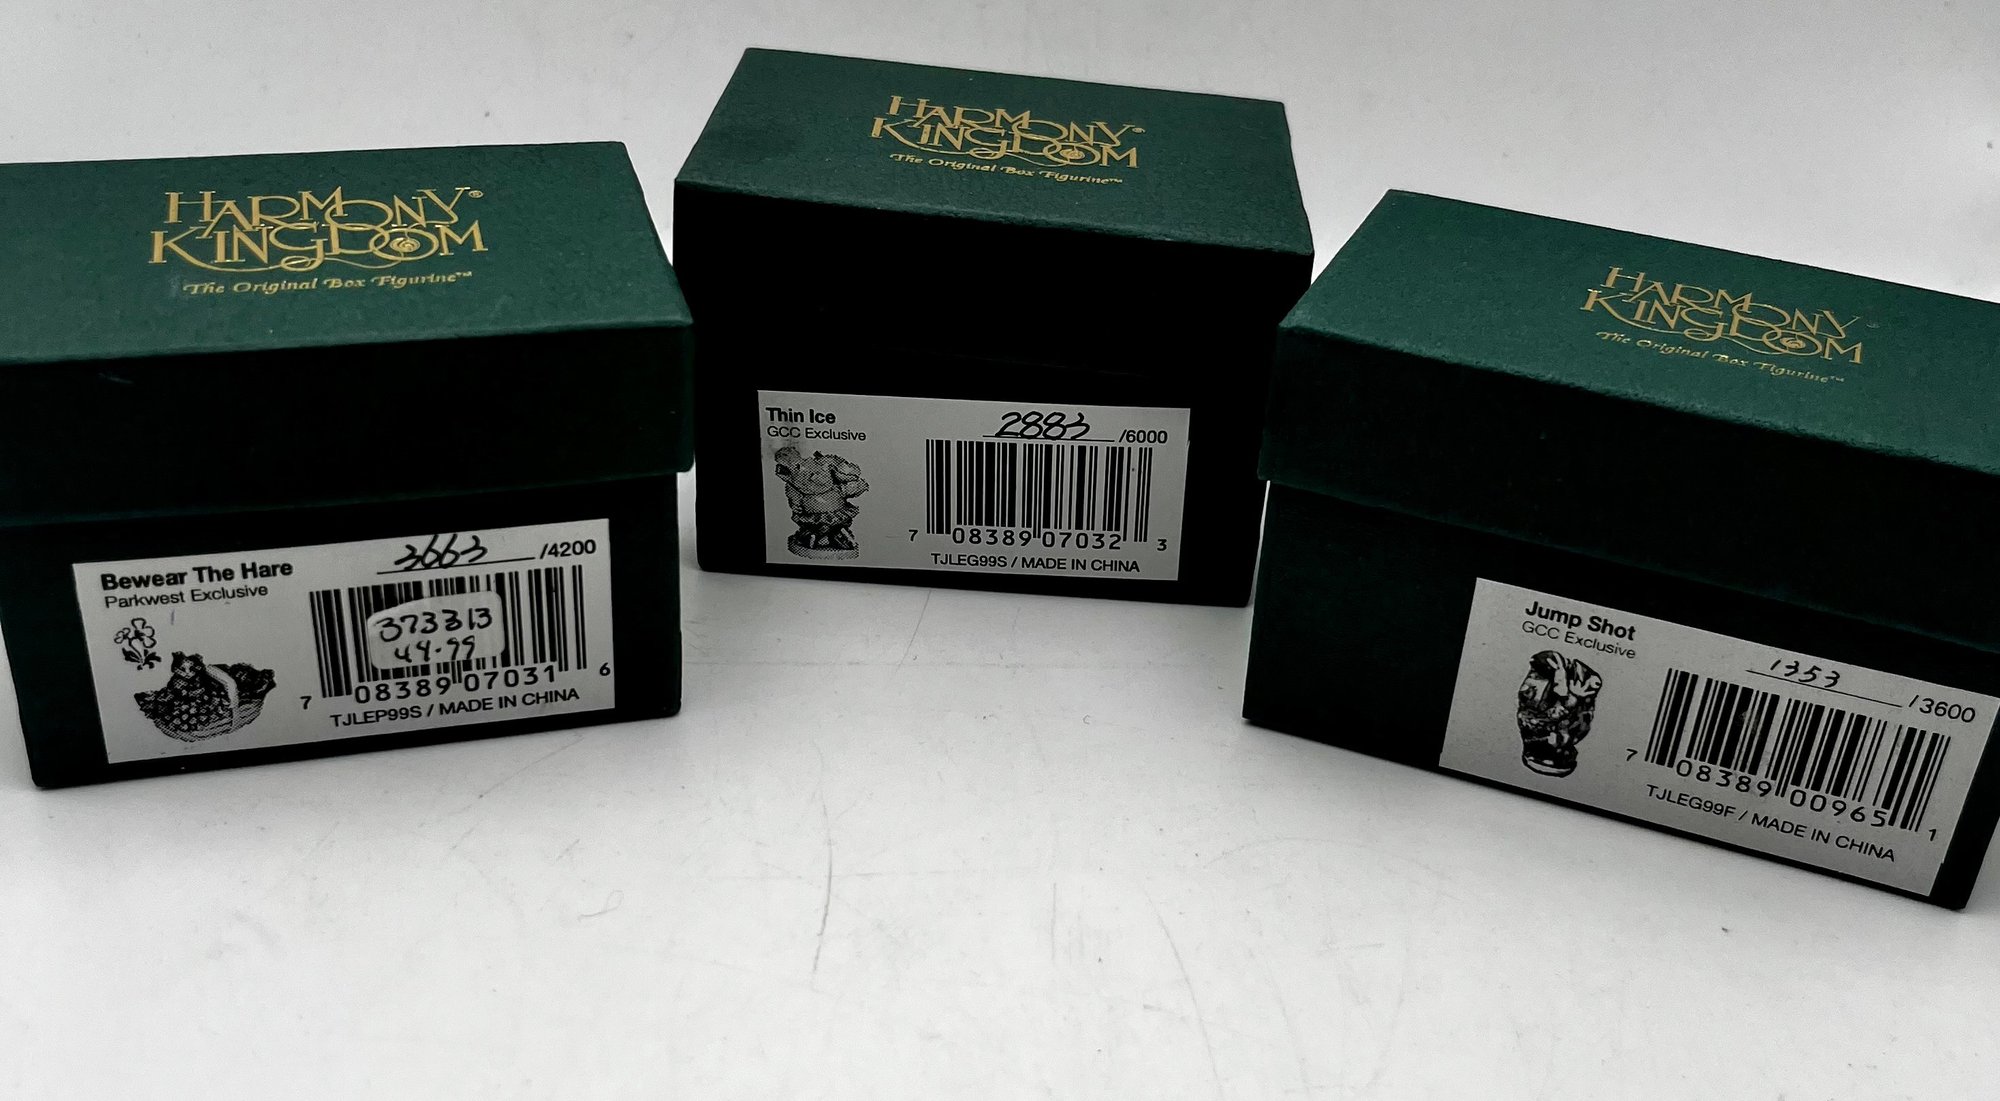 HARMONY®
KINGDOM
The Original Box Figurine™
Bewear The Hare
Parkwest Exclusive
3663 /4200
373313
44.99
7 08389 07031 6
TJLEP99S / MADE IN CHINA
HARMONY®
KINGDOM
The Original Box Figurine™
Thin Ice
GCC Exclusive
2883 /6000
7 08389 07032 3
TJLEG99S / MADE IN CHINA
HARMONY®
KINGDOM
The Original Box Figurine™
Jump Shot
GCC Exclusive
1353 /3600
7 08389 00965 1
TJLEG99F / MADE IN CHINA